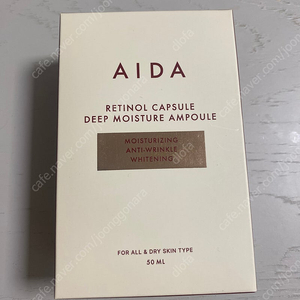 AIDA
RETINOL CAPSULE
DEEP MOISTURE AMPOULE
MOISTURIZING
ANTI-WRINKLE
WHITENING
FOR ALL & DRY SKIN TYPE
50 ML